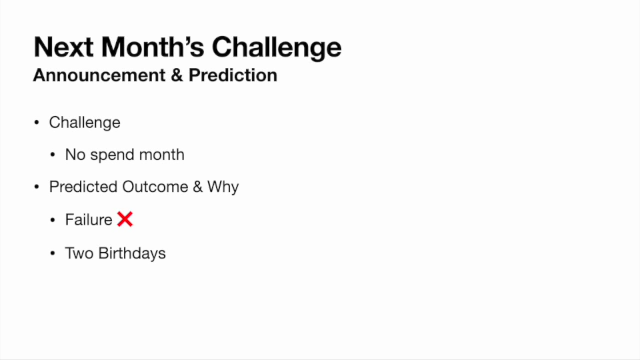 Next Month’s Challenge
Announcement & Prediction
• Challenge
• No spend month
• Predicted Outcome & Why
• Failure ❌
• Two Birthdays